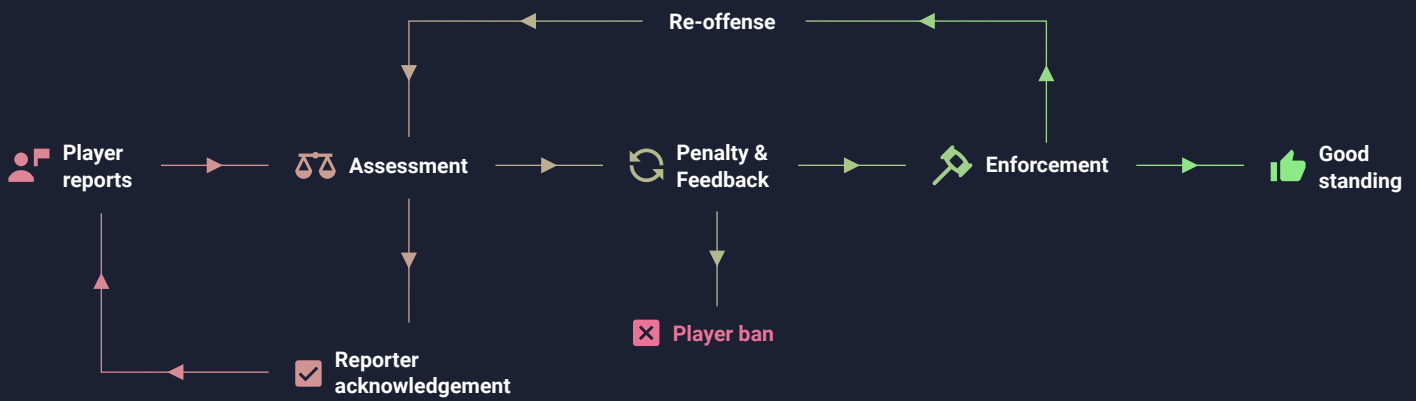 Re-offense
Player
reports
Assessment
Penalty &
Feedback
Enforcement
Good
standing
Player ban
Reporter
acknowledgement